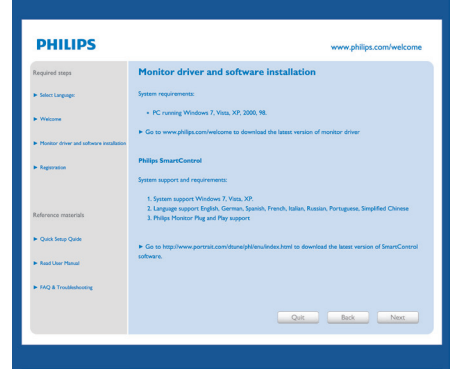 PHILIPS
www.philips.com/welcome
Required steps
► Select Language
► Welcome
► Monitor driver and software installation
► Registration
Reference materials
► Quick Setup Guide
► Read User Manual
► FAQ & Troubleshooting
Monitor driver and software installation
System requirements:
• PC running Windows 7, Vista, XP, 2000, 98.
► Go to www.philips.com/welcome to download the latest version of monitor driver
Philips SmartControl
System support and requirements:
1. System support Windows 7, Vista, XP.
2. Language support English, German, Spanish, French, Italian, Russian, Portuguese, Simplified Chinese
3. Philips Monitor Plug and Play support
► Go to http://www.portrait.com/dtune/phl/enu/index.html to download the latest version of SmartControl
software.
Quit
Back
Next